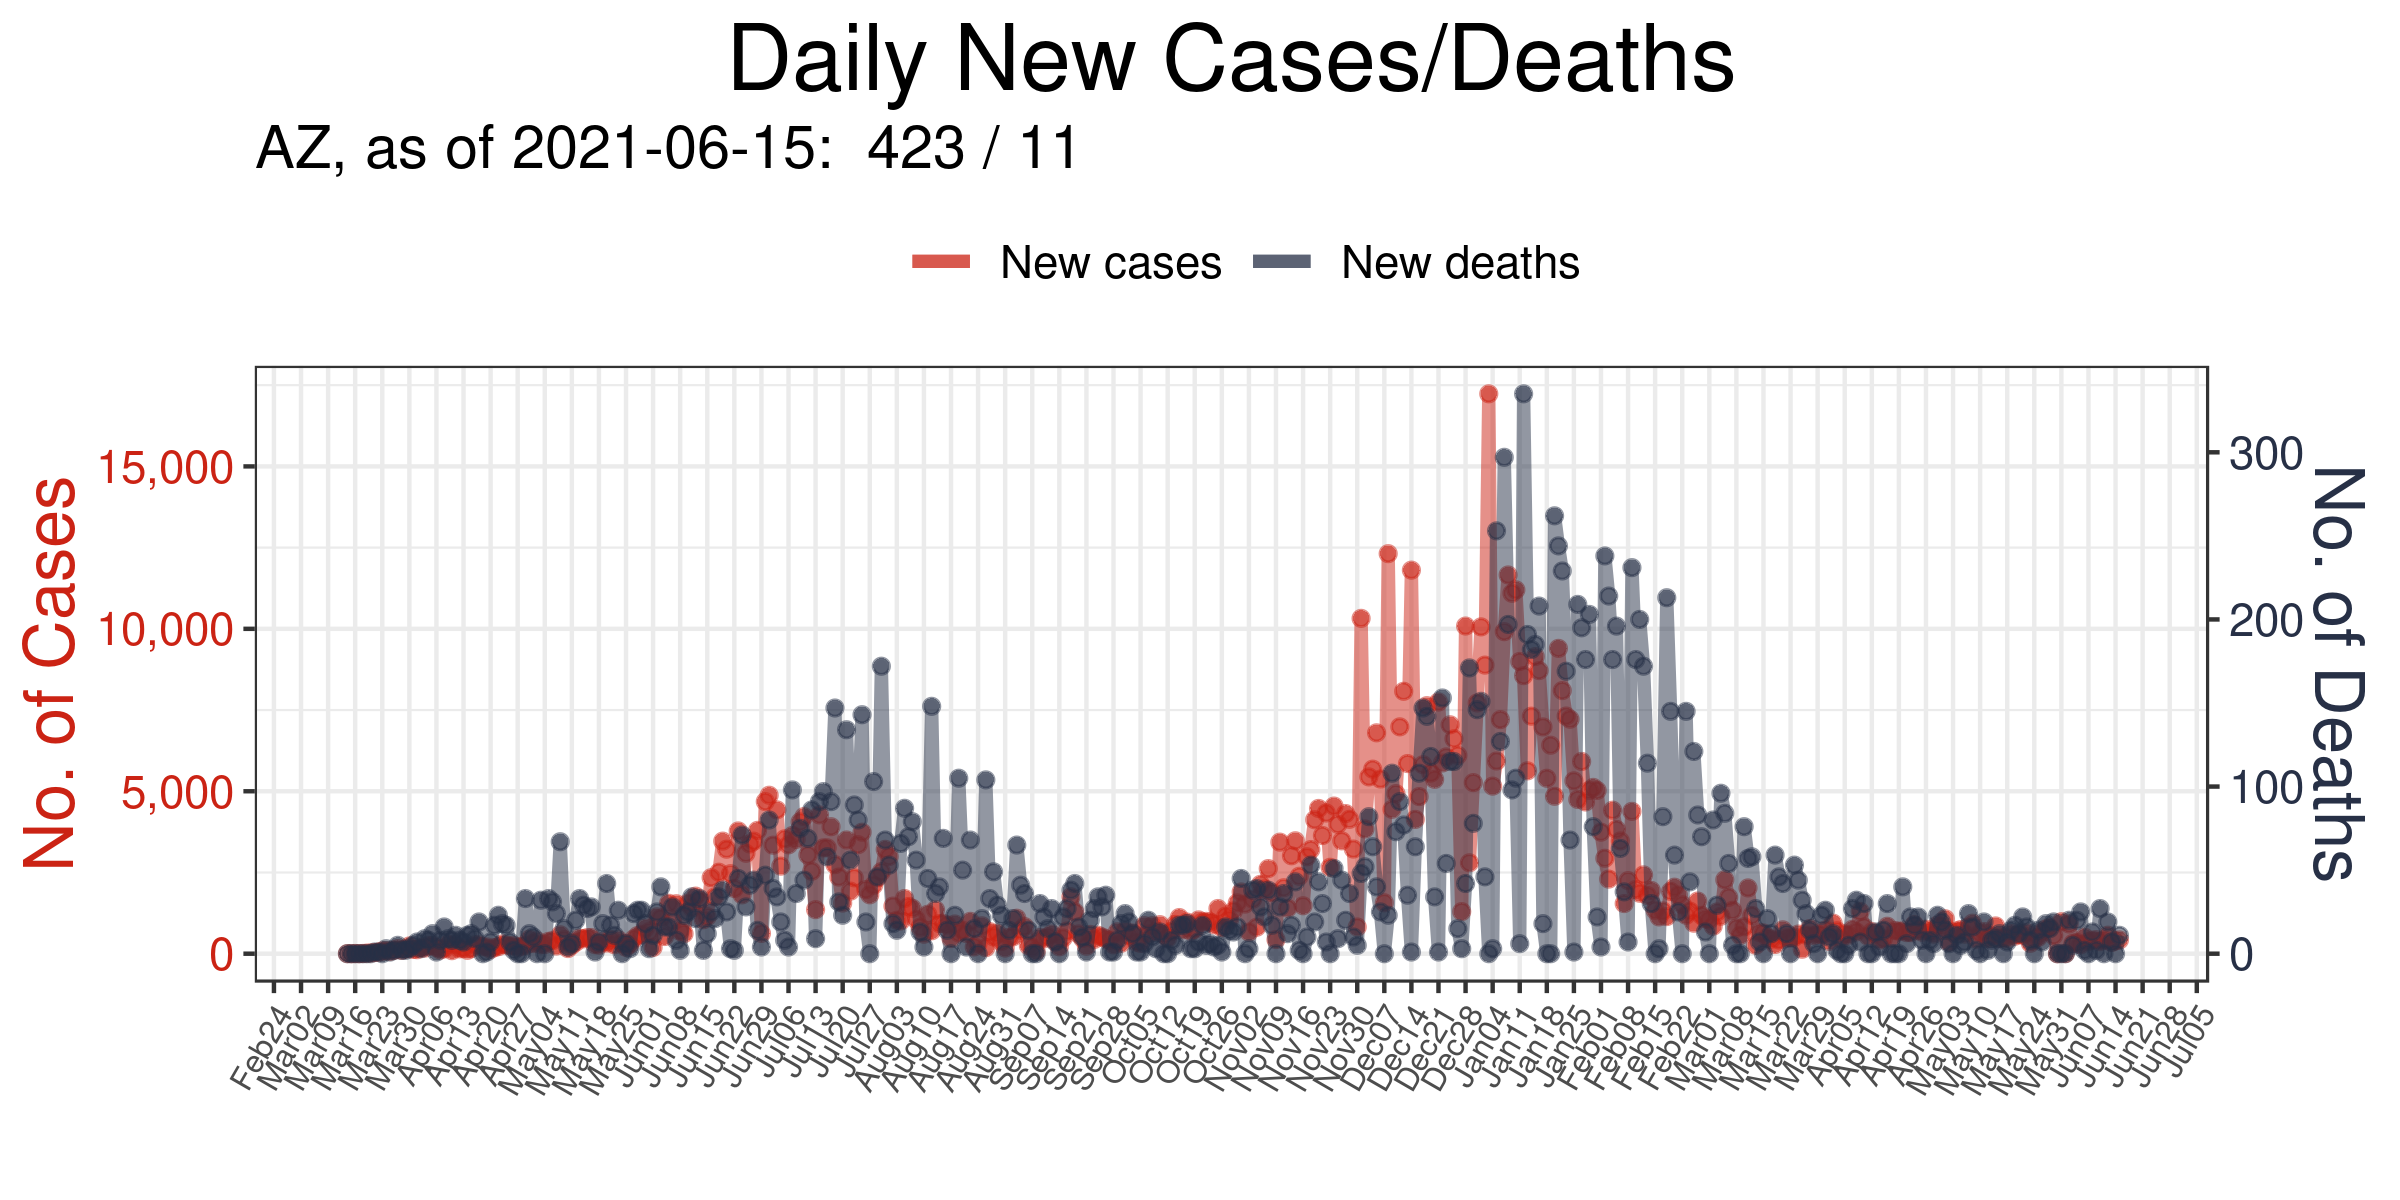 Daily New Cases/Deaths
AZ, as of 2021-06-15:  423 / 11
New cases New deaths
No. of Cases
15,000
10,000
5,000
0
300
200
100
0
No. of Deaths
Feb24 Mar02 Mar09 Mar16 Mar23 Mar30 Apr06 Apr13 Apr20 Apr27 May04 May11 May18 May25 Jun01 Jun08 Jun15 Jun22 Jun29 Jul06 Jul13 Jul20 Jul27 Aug03 Aug10 Aug17 Aug24 Aug31 Sep07 Sep14 Sep21 Sep28 Oct05 Oct12 Oct19 Oct26 Nov02 Nov09 Nov16 Nov23 Nov30 Dec07 Dec14 Dec21 Dec28 Jan04 Jan11 Jan18 Jan25 Feb01 Feb08 Feb15 Feb22 Mar01 Mar08 Mar15 Mar22 Mar29 Apr05 Apr12 Apr19 Apr26 May03 May10 May17 May24 May31 Jun07 Jun14 Jun21 Jun28 Jul05